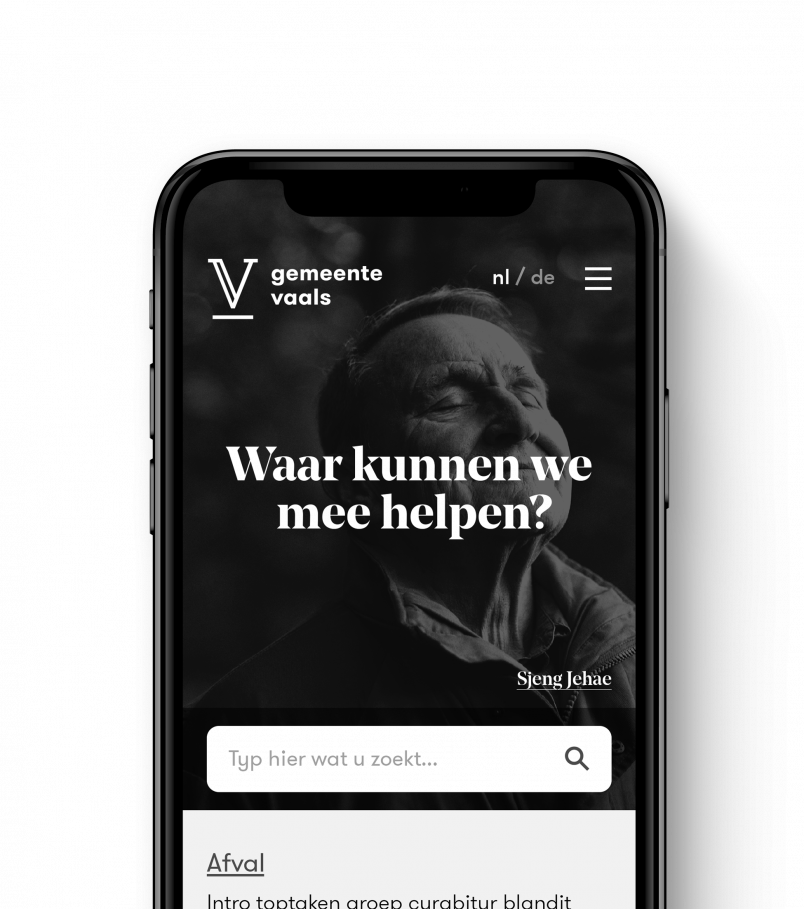 gemeente
vaals
nl / de
Waar kunnen we
mee helpen?
Sjeng Jehae
Typ hier wat u zoekt...
Afval
Intro toptaken groep curabitur blandit